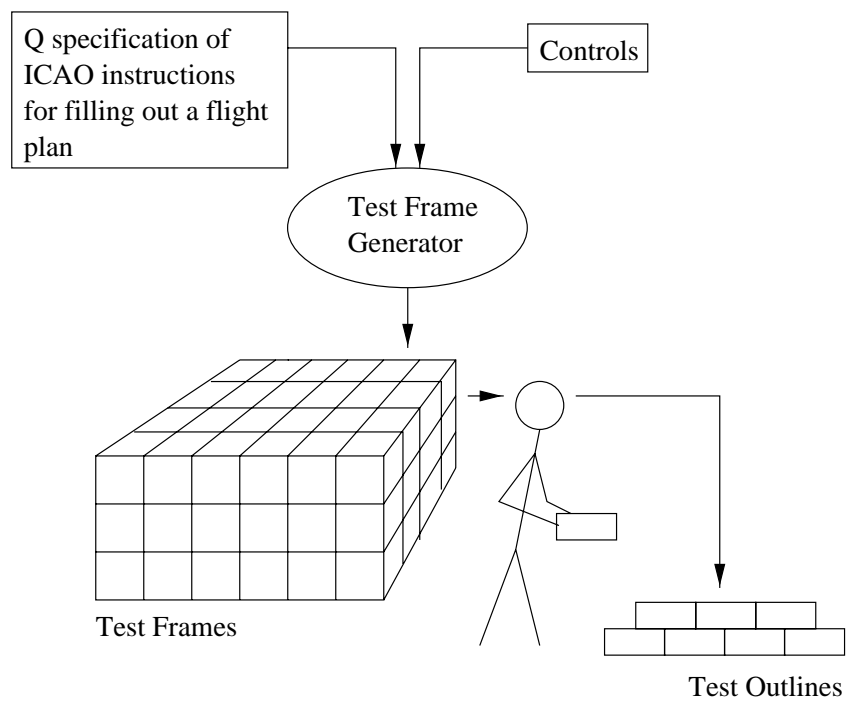 Q specification of
ICAO instructions
for filling out a flight
plan
Controls
Test Frame
Generator
Test Frames
Test Outlines